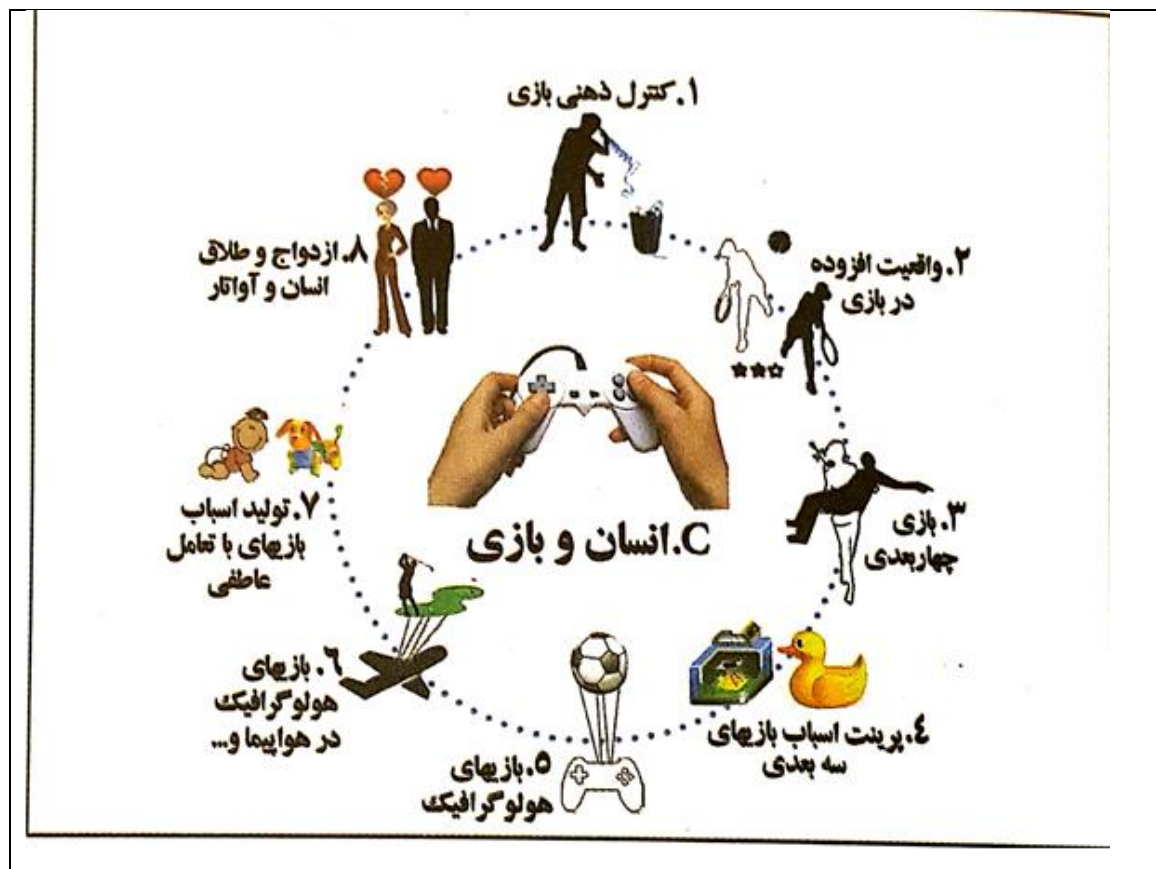 ۱. کنترل ذهنی بازی
۲. واقعیت افزوده
در بازی
۳. بازی
چهاربعدی
٤. پرینت اسباب بازیهای
سه بعدی
۵. بازیهای
هولوگرافیک
٦. بازیهای
هولوگرافیک
در هواپیما و...
۷. تولید اسباب
بازیهای با تعامل
عاطفی
۸. ازدواج و طلاق
انسان و آواتار
C. انسان و بازی